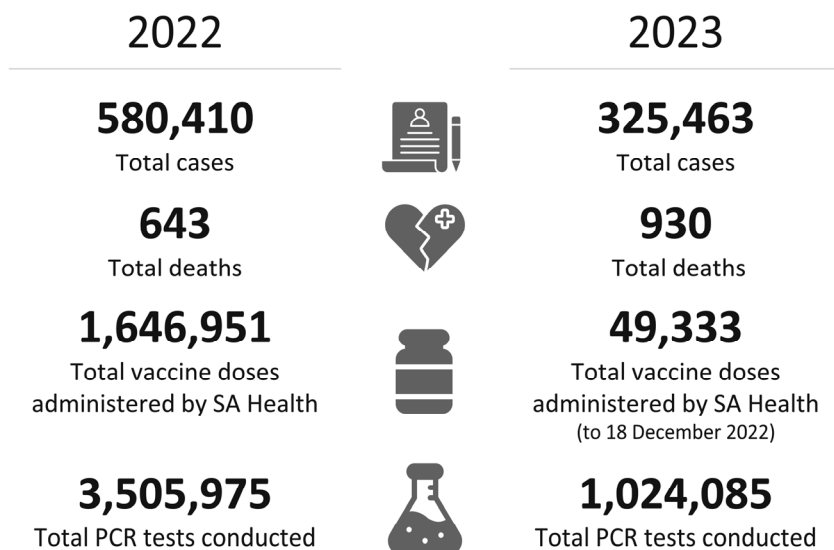 2022
2023
580,410
Total cases
325,463
Total cases
643
Total deaths
930
Total deaths
1,646,951
Total vaccine doses
administered by SA Health
49,333
Total vaccine doses
administered by SA Health
(to 18 December 2022)
3,505,975
Total PCR tests conducted
1,024,085
Total PCR tests conducted